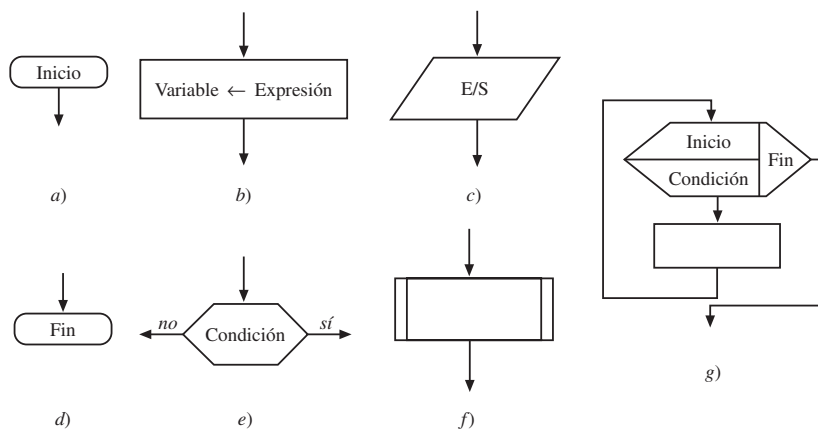 Inicio
a)
Variable ← Expresión
b)
E/S
c)
Fin
d)
no
Condición
sí
e)
f)
Inicio
Condición
Fin
g)